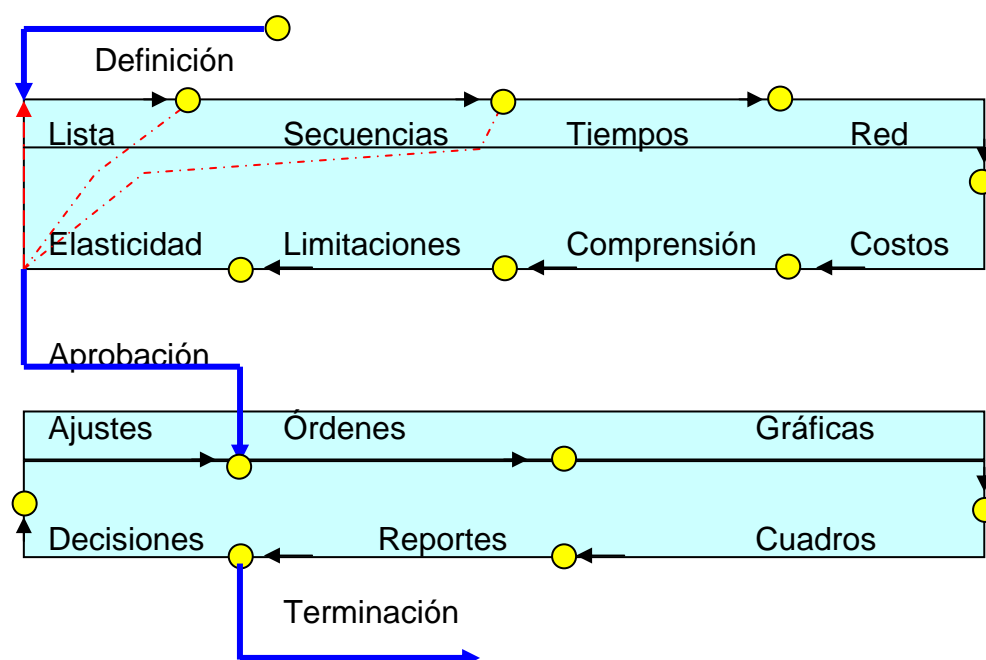 Definición
Lista Secuencias Tiempos Red
Elasticidad Limitaciones Comprensión Costos
Aprobación
Ajustes Órdenes Gráficas
Decisiones Reportes Cuadros
Terminación